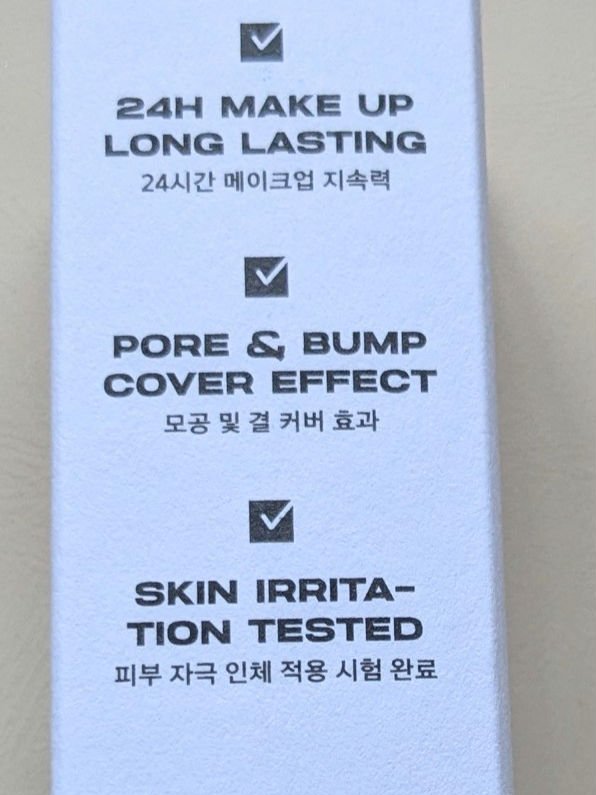 24H MAKE UP
LONG LASTING
24시간 메이크업 지속력
PORE & BUMP
COVER EFFECT
모공 및 결 커버 효과
SKIN IRRITA-
TION TESTED
피부 자극 인체 적용 시험 완료